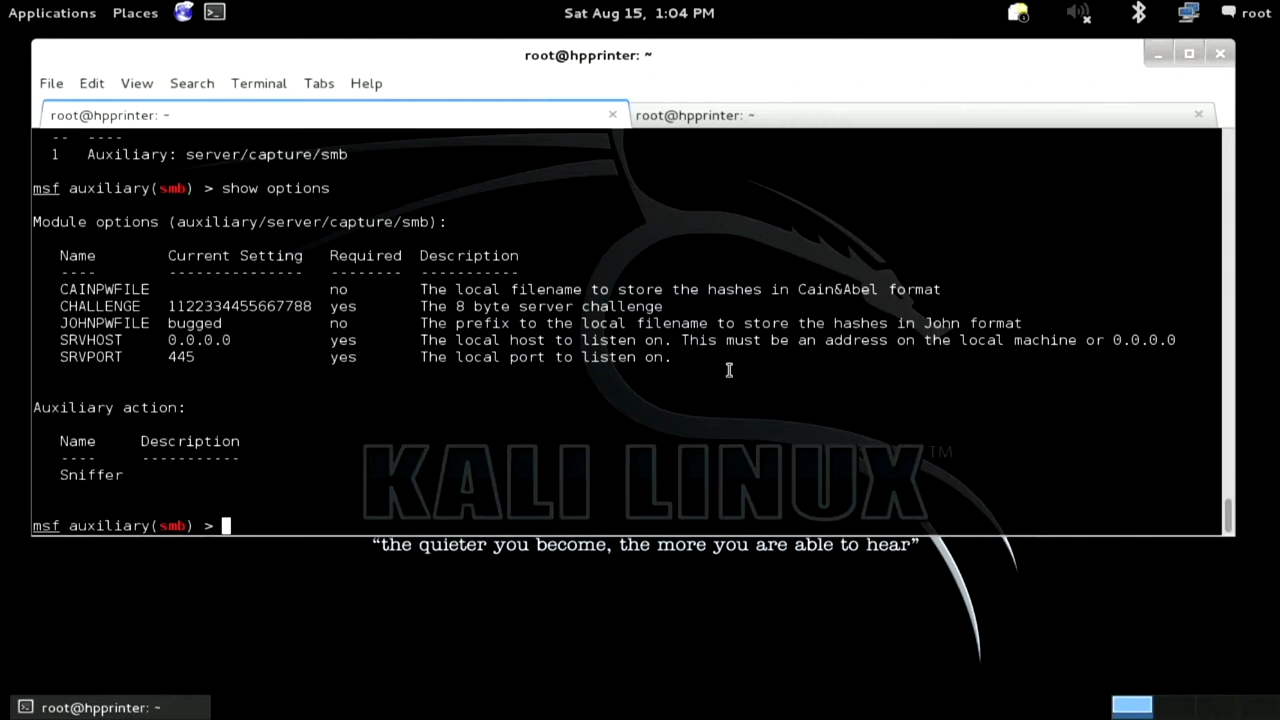 Applications Places Sat Aug 15, 1:04 PM root
root@hpprinter: ~
File Edit View Search Terminal Tabs Help
root@hpprinter: ~ × root@hpprinter: ~ ×
-- ----
1 Auxiliary: server/capture/smb
msf auxiliary(smb) > show options
Module options (auxiliary/server/capture/smb):
Name Current Setting Required Description
---- --------------- -------- -----------
CAINPWFILE no The local filename to store the hashes in Cain&Abel format
CHALLENGE 1122334455667788 yes The 8 byte server challenge
JOHNPWFILE bugged no The prefix to the local filename to store the hashes in John format
SRVHOST 0.0.0.0 yes The local host to listen on. This must be an address on the local machine or 0.0.0.0
SRVPORT 445 yes The local port to listen on.
Auxiliary action:
Name Description
---- -----------
Sniffer
msf auxiliary(smb) >
KALI LINUX™
“the quieter you become, the more you are able to hear”
root@hpprinter: ~